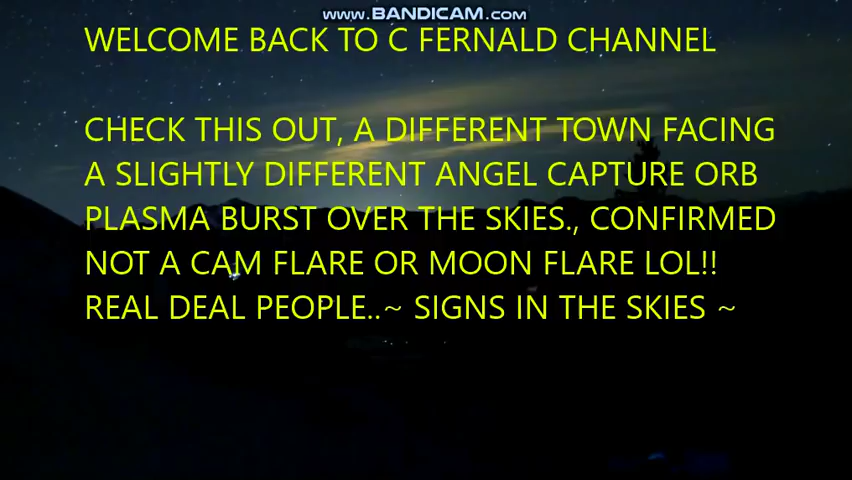 www.BANDICAM.com
WELCOME BACK TO C FERNALD CHANNEL
CHECK THIS OUT, A DIFFERENT TOWN FACING
A SLIGHTLY DIFFERENT ANGEL CAPTURE ORB
PLASMA BURST OVER THE SKIES., CONFIRMED
NOT A CAM FLARE OR MOON FLARE LOL!!
REAL DEAL PEOPLE..~ SIGNS IN THE SKIES ~